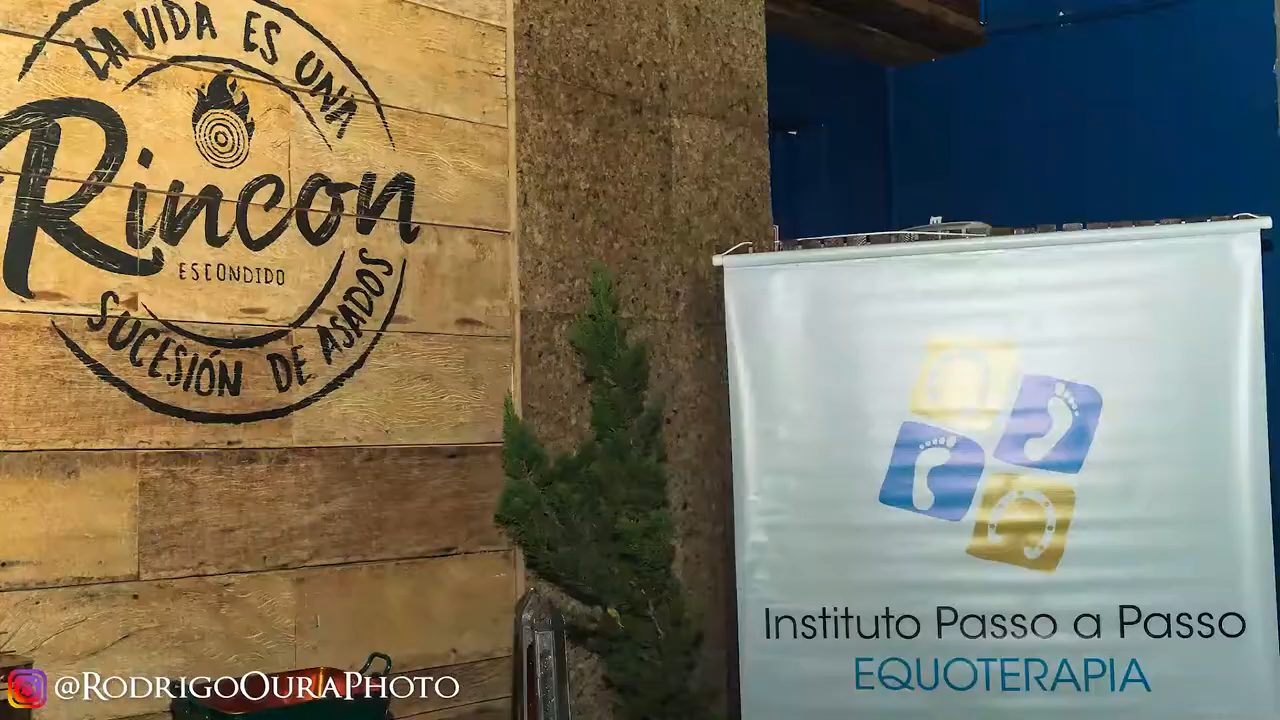 LA VIDA ES UNA
Rincon
ESCONDIDO
SUCESIÓN DE ASADOS
Instituto Passo a Passo
EQUOTERAPIA
@RodrigoOuraPhoto